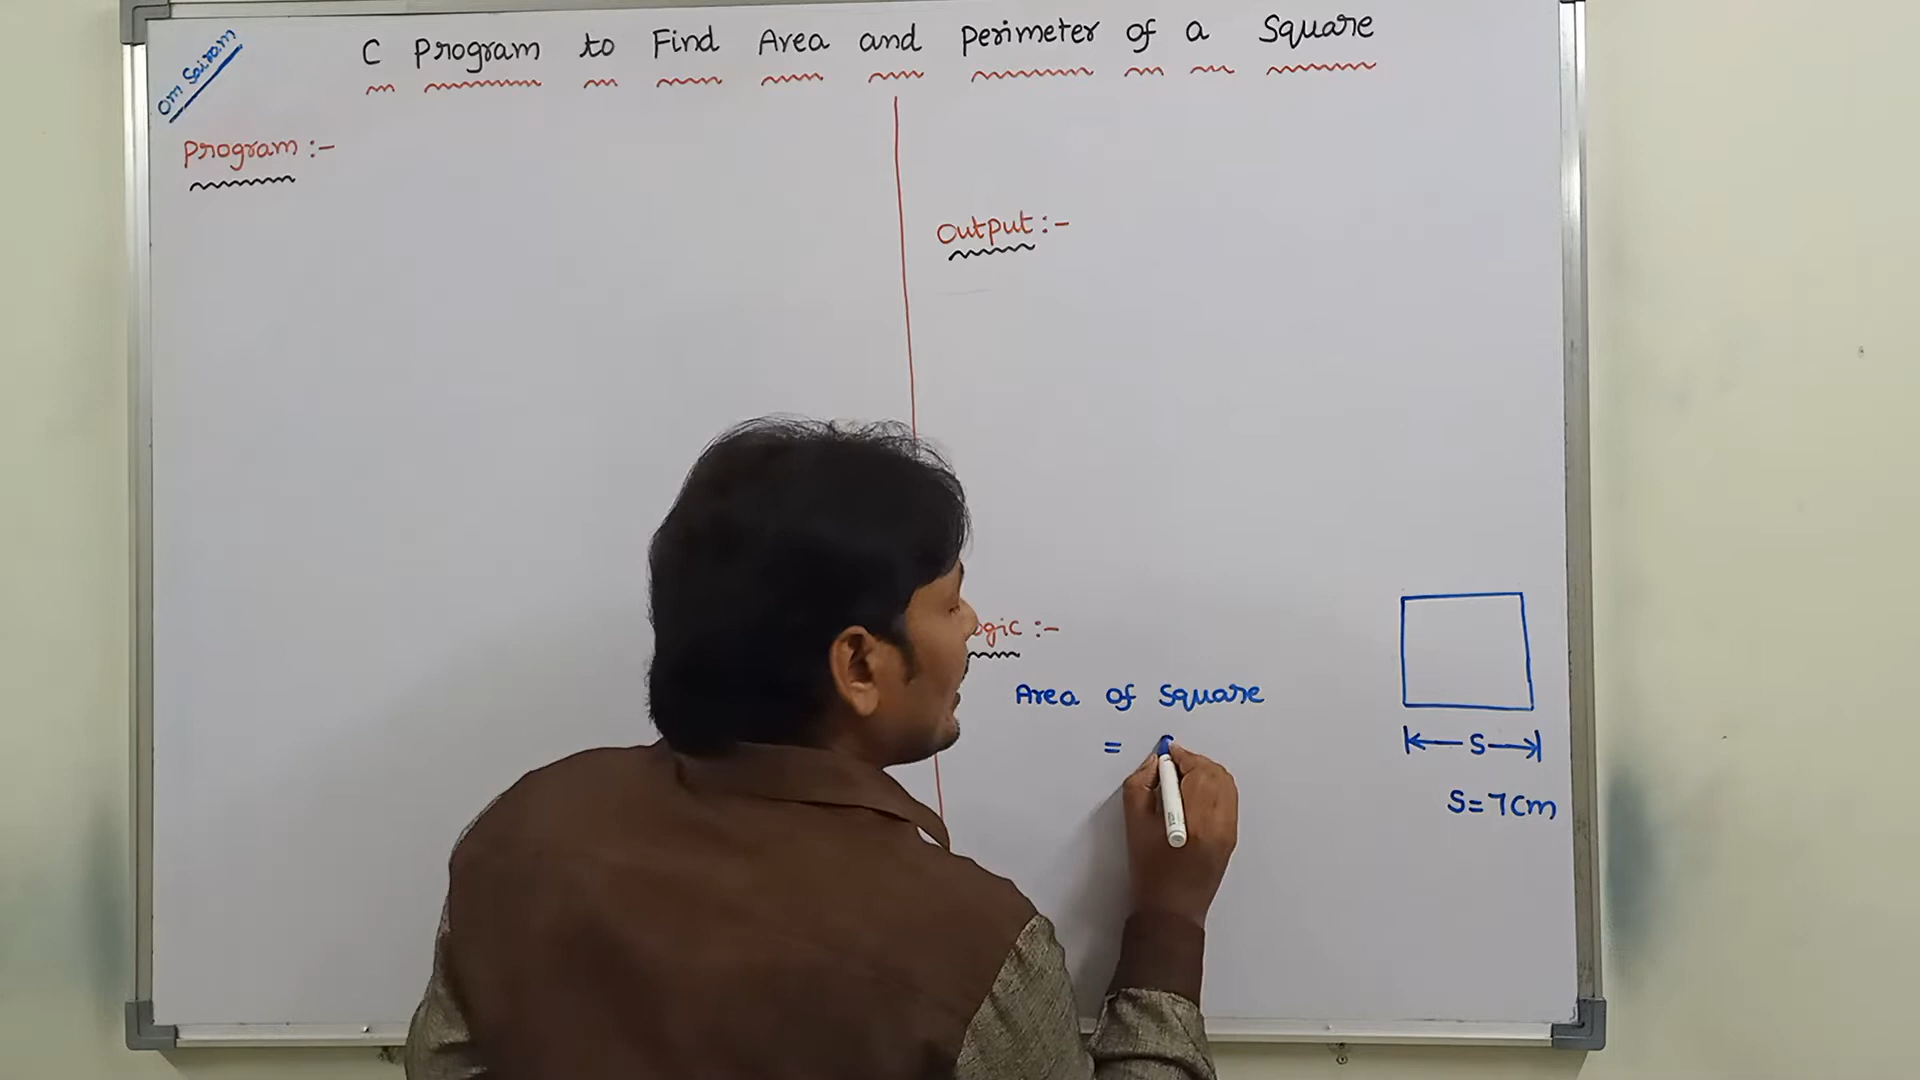 Om Sairam
C Program to Find Area and Perimeter of a Square
Program :-
Output :-
ogic :-
Area of Square
= S
S
S=7Cm